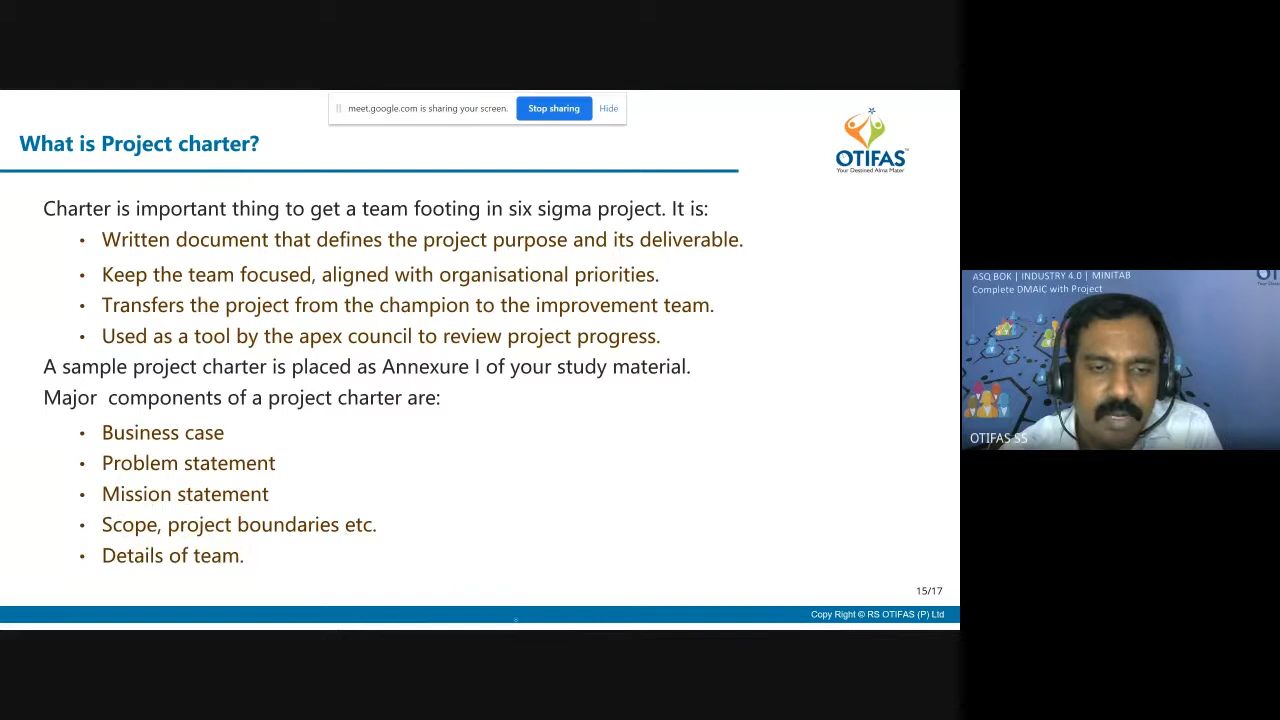 meet.google.com is sharing your screen. Stop sharing Hide
What is Project charter?
OTIFAS™
Your Destined Alma Mater
Charter is important thing to get a team footing in six sigma project. It is:
• Written document that defines the project purpose and its deliverable.
• Keep the team focused, aligned with organisational priorities.
• Transfers the project from the champion to the improvement team.
• Used as a tool by the apex council to review project progress.
A sample project charter is placed as Annexure I of your study material.
Major components of a project charter are:
• Business case
• Problem statement
• Mission statement
• Scope, project boundaries etc.
• Details of team.
15/17
Copy Right © RS OTIFAS (P) Ltd
ASQ BOK | INDUSTRY 4.0 | MINITAB
Complete DMAIC with Project
OTIFAS SS